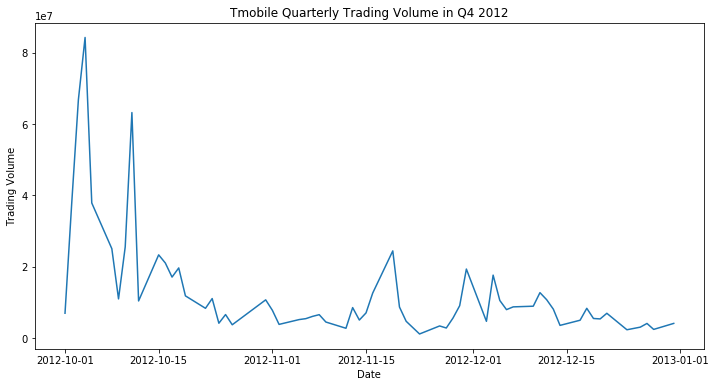 Tmobile Quarterly Trading Volume in Q4 2012
1e7
8
6
4
2
0
Trading Volume
2012-10-01 2012-10-15 2012-11-01 2012-11-15 2012-12-01 2012-12-15 2013-01-01
Date